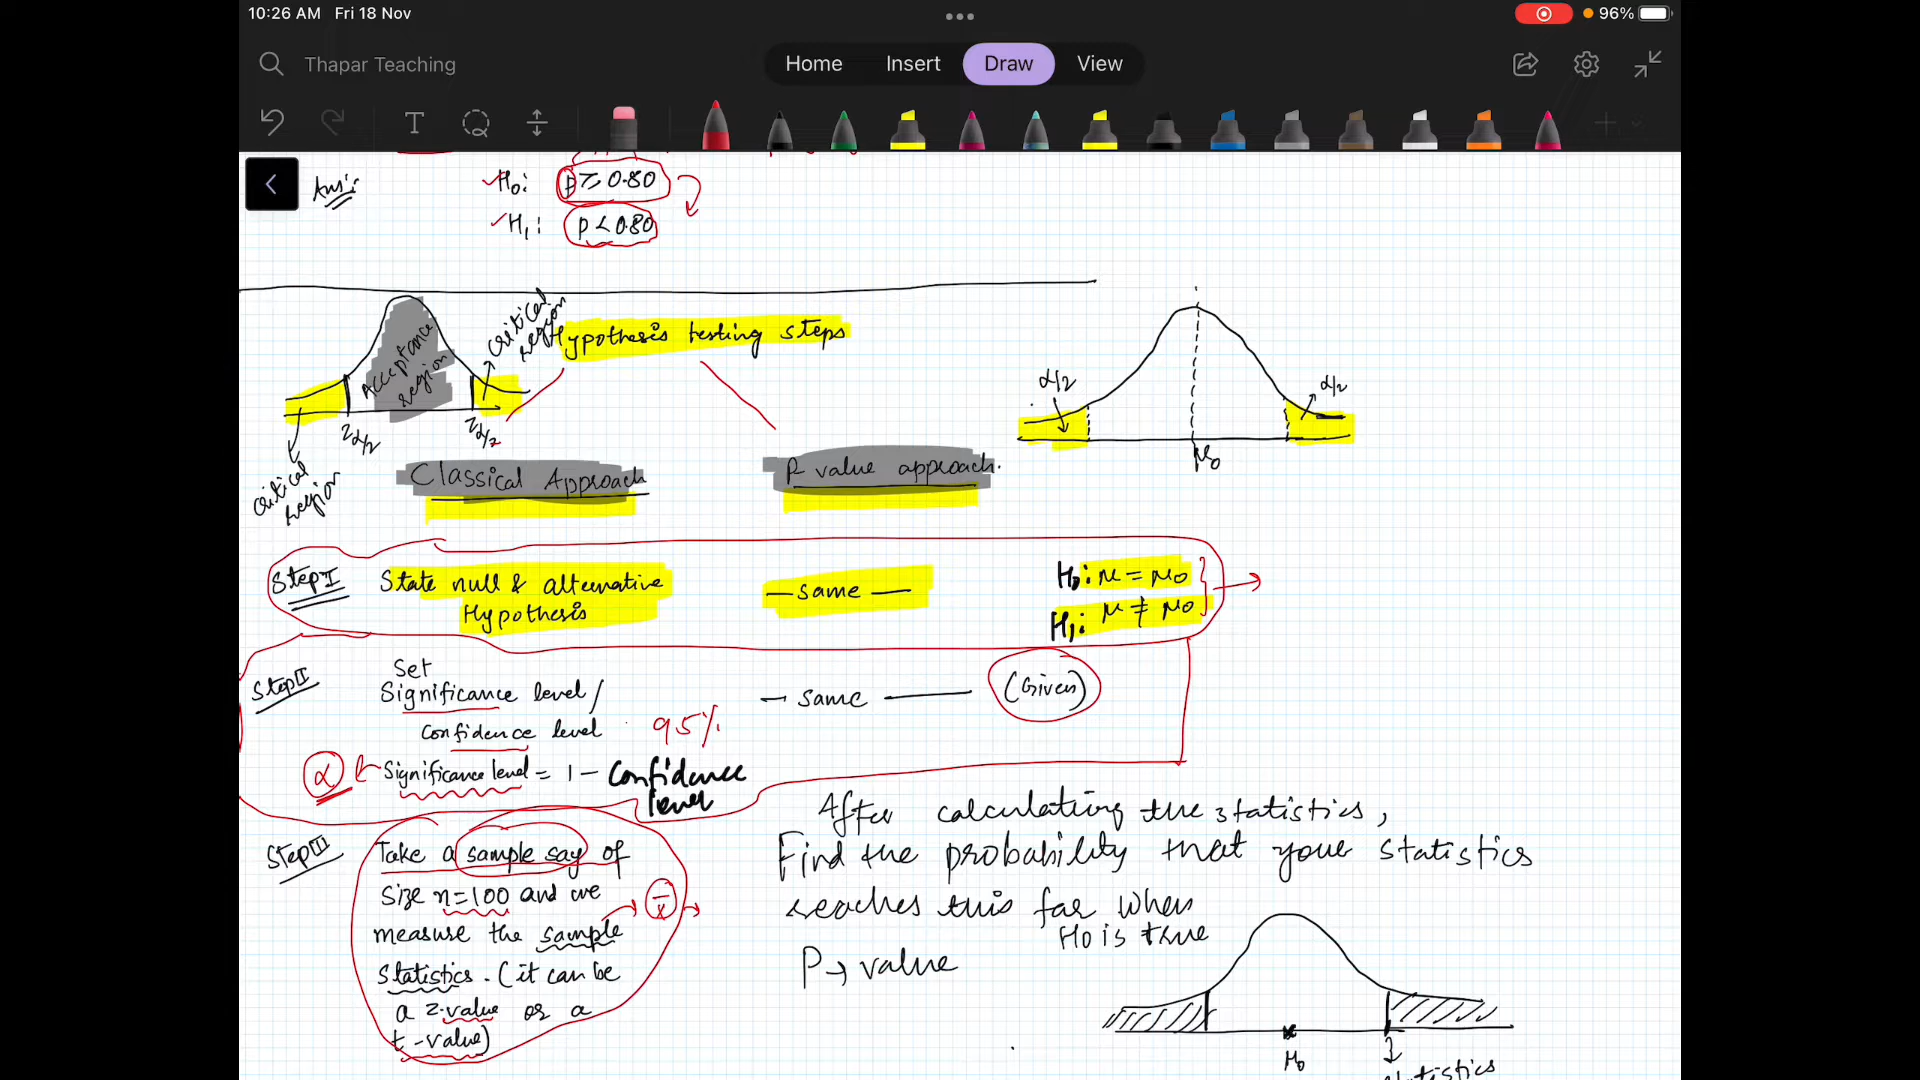 10:26 AM Fri 18 Nov
96%
Thapar Teaching
Home Insert Draw View
T
Ans:
H₀: p ≥ 0.80
H₁: p < 0.80
Hypothesis testing steps
Acceptance region
critical region
critical region
Zα/2
Zα/2
α/2
α/2
μ₀
Classical Approach
P value approach.
Step I State null & alternative — same — H₀: μ = μ₀
Hypothesis H₁: μ ≠ μ₀
Set
Step II Significance level / — same — (Given)
Confidence level 95%
α Significance level = 1 - Confidence
level
Step III Take a sample say of
size n=100 and we x̄
measure the sample
statistics. (it can be
a z-value or a
t-value)
After calculating the statistics,
Find the probability that your statistics
reaches this far when
H₀ is true
P → value
μ₀
statistics